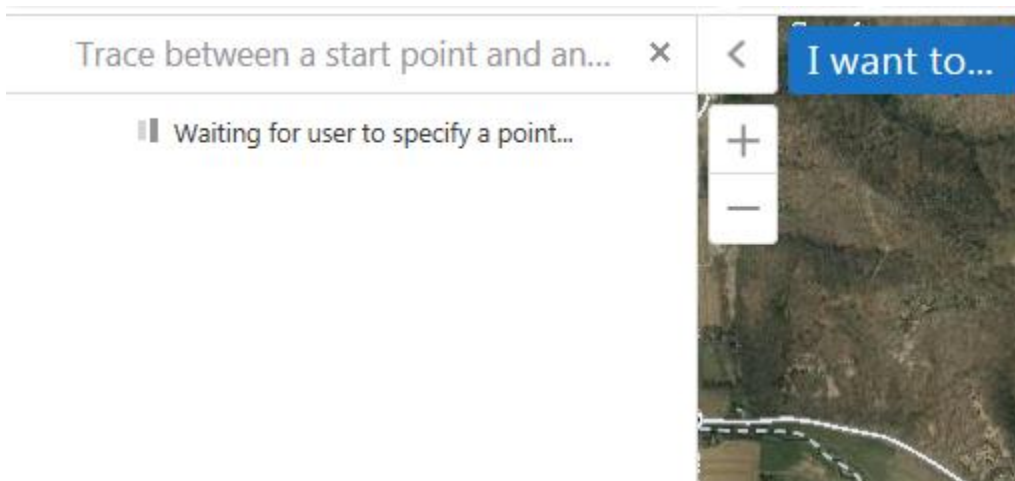 Trace between a start point and an...
I want to...
Waiting for user to specify a point...